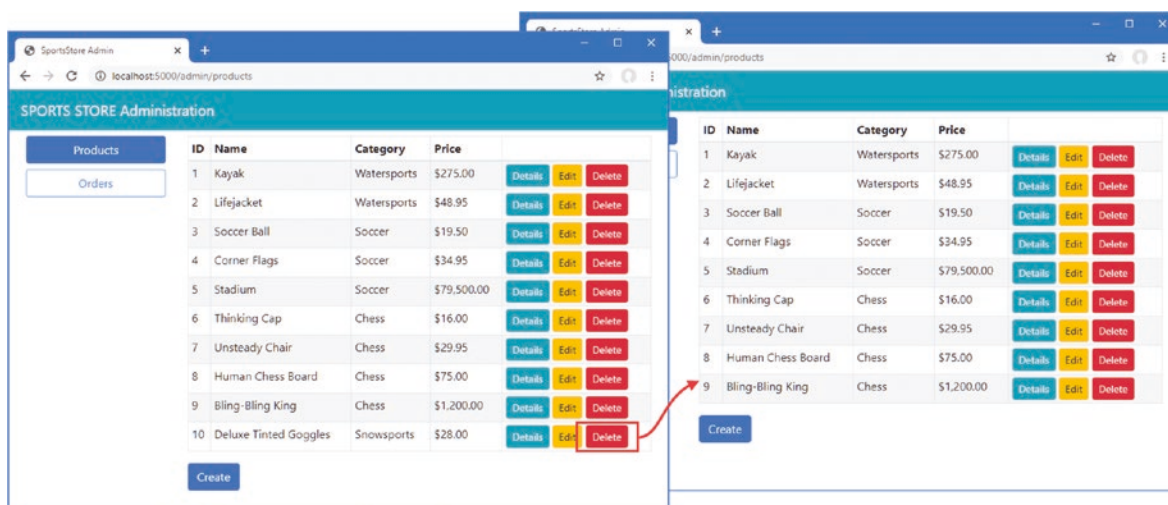 SportsStore Admin
localhost:5000/admin/products
SPORTS STORE Administration
Products
Orders
ID Name Category Price
1 Kayak Watersports $275.00 Details Edit Delete
2 Lifejacket Watersports $48.95 Details Edit Delete
3 Soccer Ball Soccer $19.50 Details Edit Delete
4 Corner Flags Soccer $34.95 Details Edit Delete
5 Stadium Soccer $79,500.00 Details Edit Delete
6 Thinking Cap Chess $16.00 Details Edit Delete
7 Unsteady Chair Chess $29.95 Details Edit Delete
8 Human Chess Board Chess $75.00 Details Edit Delete
9 Bling-Bling King Chess $1,200.00 Details Edit Delete
10 Deluxe Tinted Goggles Snowsports $28.00 Details Edit Delete
Create
000/admin/products
istration
ID Name Category Price
1 Kayak Watersports $275.00 Details Edit Delete
2 Lifejacket Watersports $48.95 Details Edit Delete
3 Soccer Ball Soccer $19.50 Details Edit Delete
4 Corner Flags Soccer $34.95 Details Edit Delete
5 Stadium Soccer $79,500.00 Details Edit Delete
6 Thinking Cap Chess $16.00 Details Edit Delete
7 Unsteady Chair Chess $29.95 Details Edit Delete
8 Human Chess Board Chess $75.00 Details Edit Delete
9 Bling-Bling King Chess $1,200.00 Details Edit Delete
Create